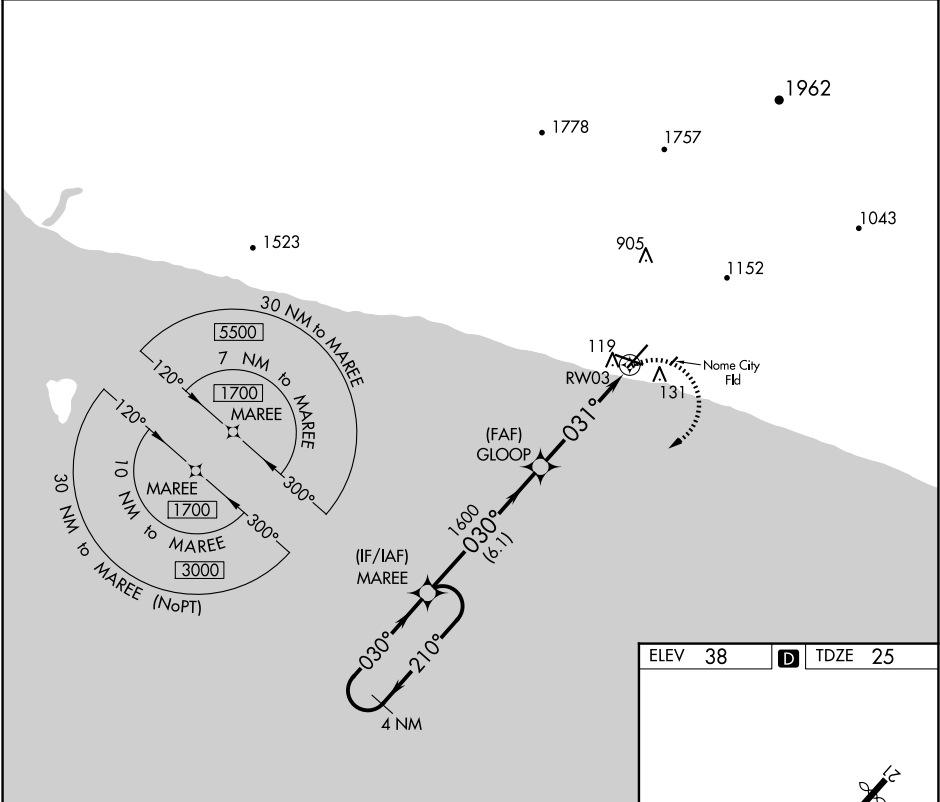 1962
1778
1757
1043
1523
905
1152
30 NM to MAREE
5500
7 NM to MAREE
1700
MAREE
120°
300°
119
RW03
131
Nome City
Fld
120°
MAREE
1700
10 NM to MAREE
300°
3000
30 NM to MAREE (NoPT)
031°
(FAF)
GLOOP
1600
030°
(6.1)
(IF/IAF)
MAREE
030°
210°
4 NM
ELEV 38
D
TDZE 25
21